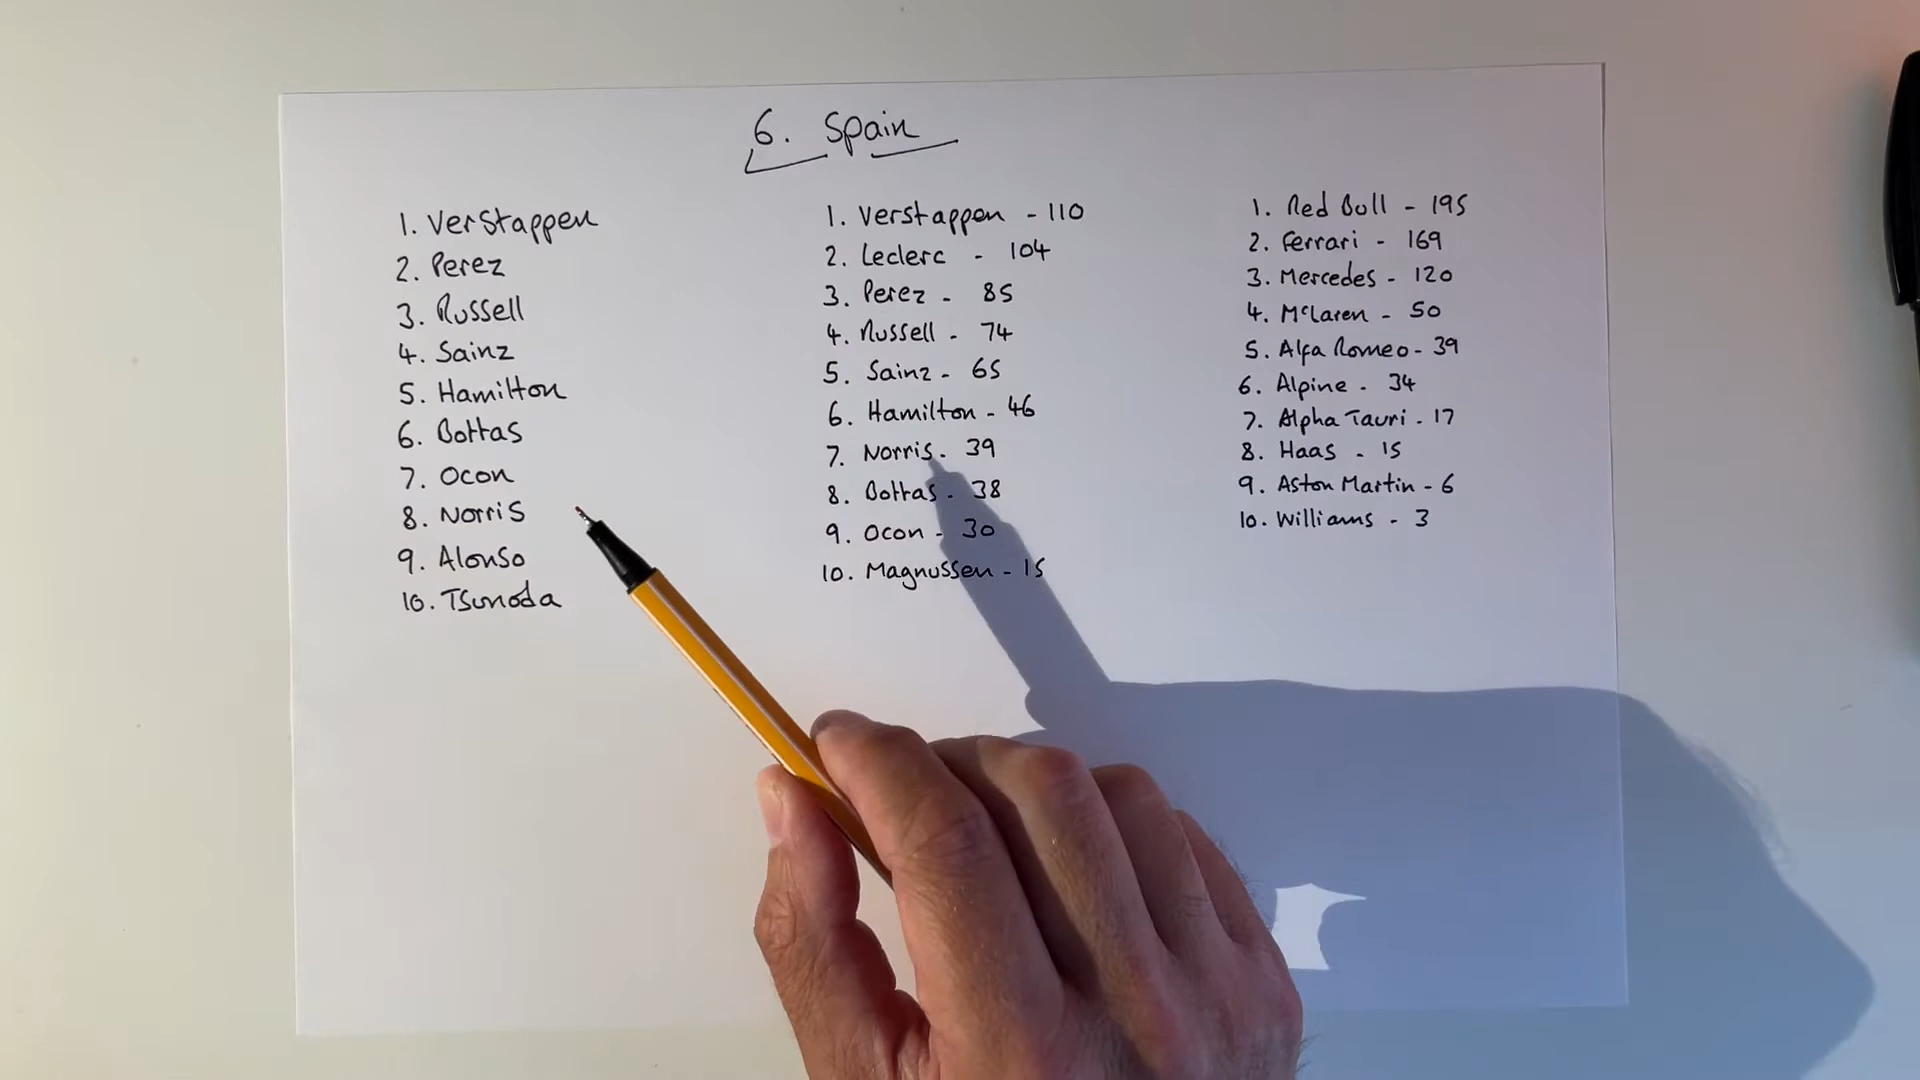 6. Spain
1. Verstappen
2. Perez
3. Russell
4. Sainz
5. Hamilton
6. Bottas
7. Ocon
8. Norris
9. Alonso
10. Tsunoda
1. Verstappen - 110
2. Leclerc - 104
3. Perez - 85
4. Russell - 74
5. Sainz - 65
6. Hamilton - 46
7. Norris - 39
8. Bottas - 38
9. Ocon - 30
10. Magnussen - 15
1. Red Bull - 195
2. Ferrari - 169
3. Mercedes - 120
4. McLaren - 50
5. Alfa Romeo - 39
6. Alpine - 34
7. Alpha Tauri - 17
8. Haas - 15
9. Aston Martin - 6
10. Williams - 3